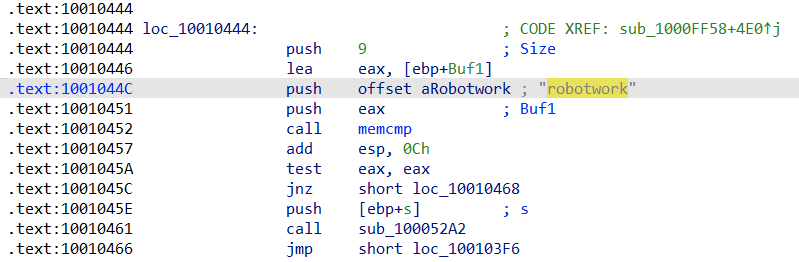 .text:10010444
.text:10010444 loc_10010444: ; CODE XREF: sub_1000FF58+4E0↑j
.text:10010444 push 9 ; Size
.text:10010446 lea eax, [ebp+Buf1]
.text:1001044C push offset aRobotwork ; "robotwork"
.text:10010451 push eax ; Buf1
.text:10010452 call memcmp
.text:10010457 add esp, 0Ch
.text:1001045A test eax, eax
.text:1001045C jnz short loc_10010468
.text:1001045E push [ebp+s] ; s
.text:10010461 call sub_100052A2
.text:10010466 jmp short loc_100103F6